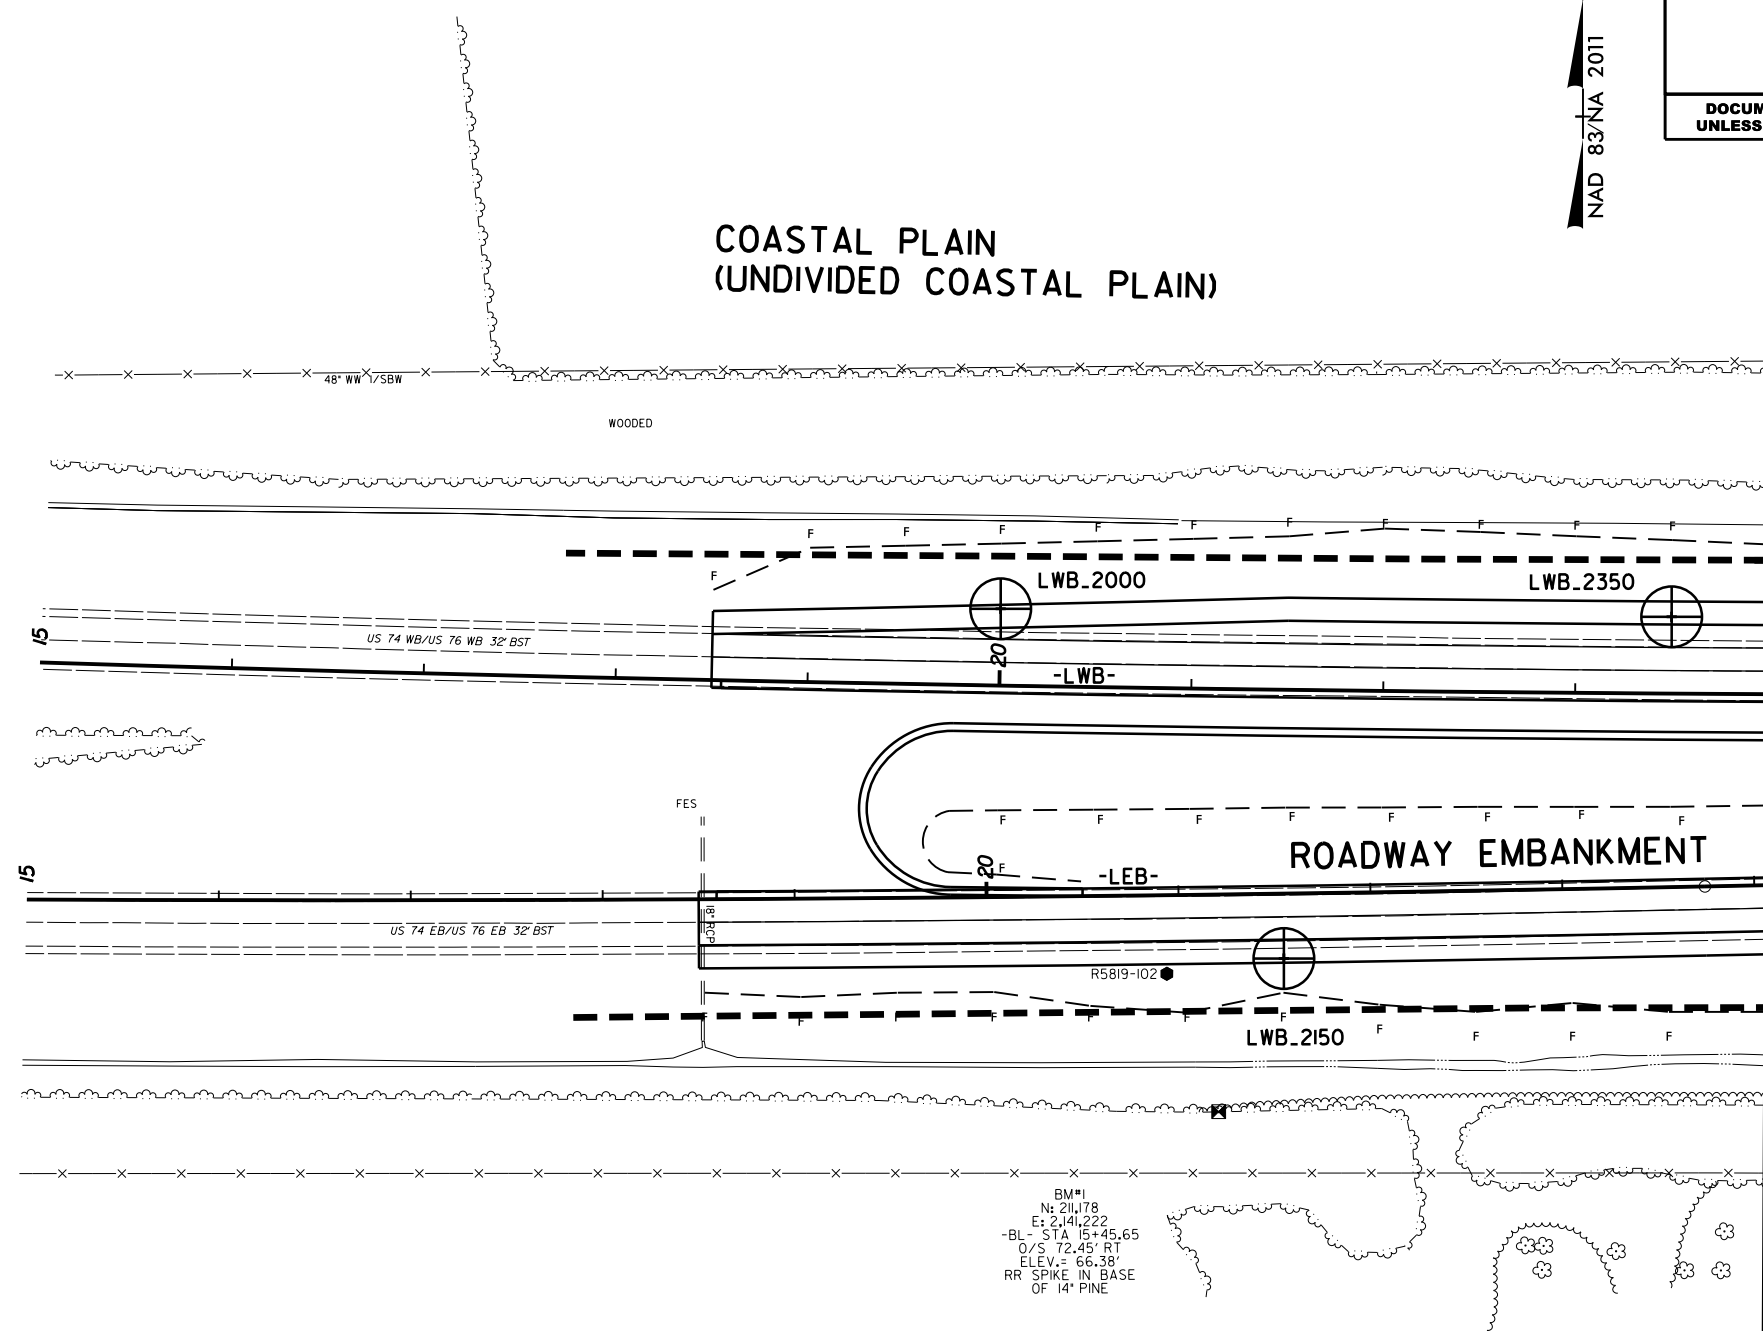 NAD 83/NA 2011
DOCUM
UNLESS
COASTAL PLAIN
(UNDIVIDED COASTAL PLAIN)
48" WW 1/SBW
WOODED
F F F F F F F F F F
F
LWB_2000
LWB_2350
15
US 74 WB/US 76 WB 32' BST
20
-LWB-
FES
F F F F F F F F
ROADWAY EMBANKMENT
15
20
F
-LEB-
18" RCP
US 74 EB/US 76 EB 32' BST
R5819-102
F F F F F F F F F F F
LWB_2150
BM#1
N: 211,178
E: 2,141,222
-BL- STA 15+45.65
O/S 72.45' RT
ELEV.= 66.38'
RR SPIKE IN BASE
OF 14" PINE